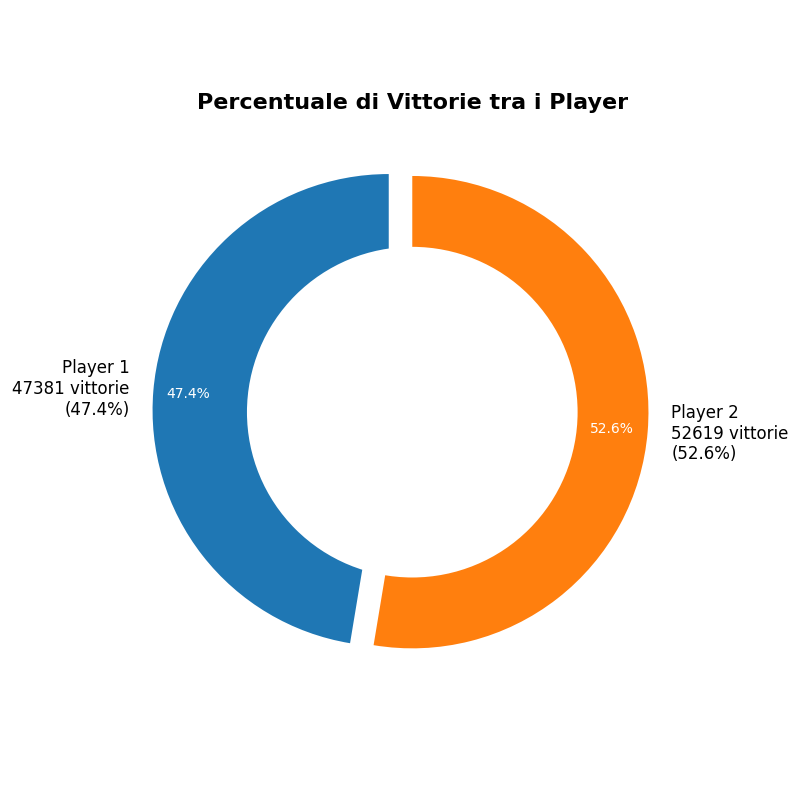 Percentuale di Vittorie tra i Player
Player 1
47381 vittorie
(47.4%)
47.4%
52.6%
Player 2
52619 vittorie
(52.6%)